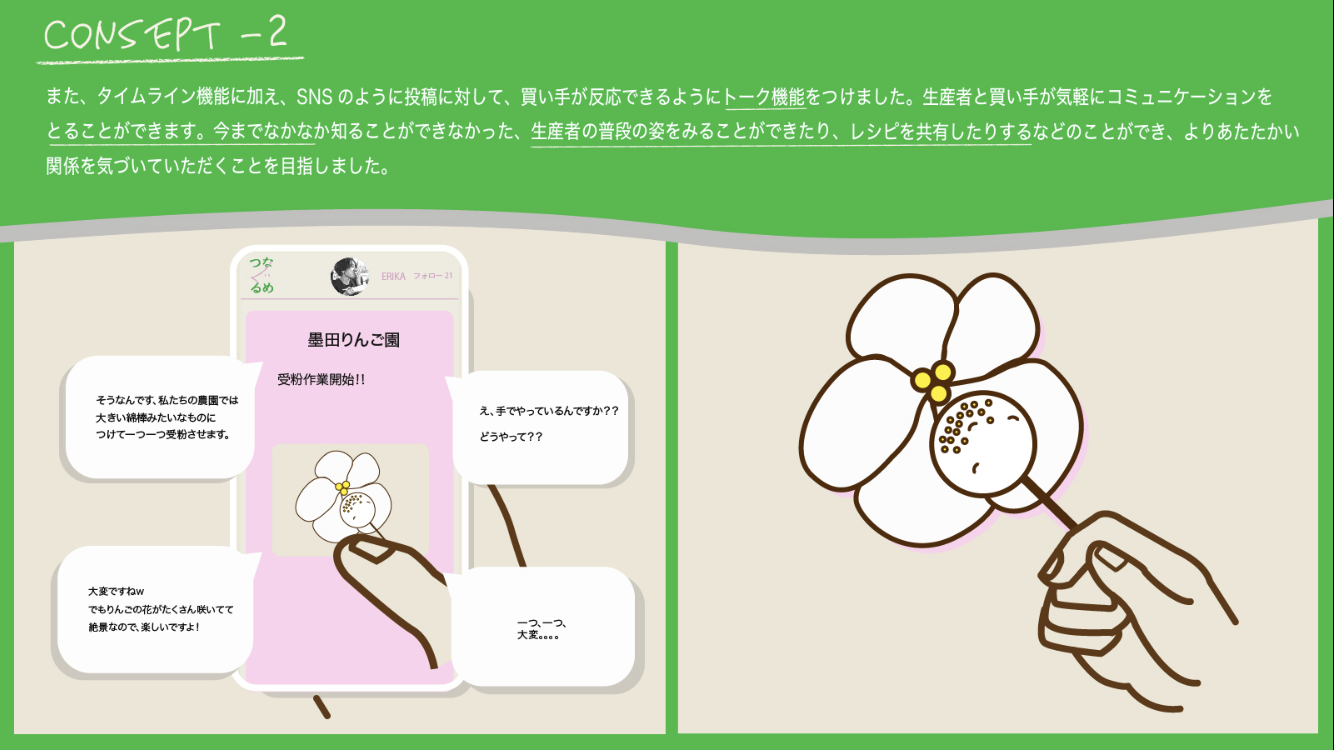 CONSEPT -2
また、タイムライン機能に加え、SNS のように投稿に対して、買い手が反応できるようにトーク機能をつけました。生産者と買い手が気軽にコミュニケーションを
とることができます。今までなかなか知ることができなかった、生産者の普段の姿をみることができたり、レシピを共有したりするなどのことができ、よりあたたかい
関係を気づいていただくことを目指しました。
つな
ぐ
るめ
ERIKA フォロー 21
墨田りんご園
受粉作業開始!!
え、手でやっているんですか??
どうやって??
そうなんです、私たちの農園では
大きい綿棒みたいなものに
つけて一つ一つ受粉させます。
一つ、一つ、
大変。。。。
大変ですねw
でもりんごの花がたくさん咲いてて
絶景なので、楽しいですよ!